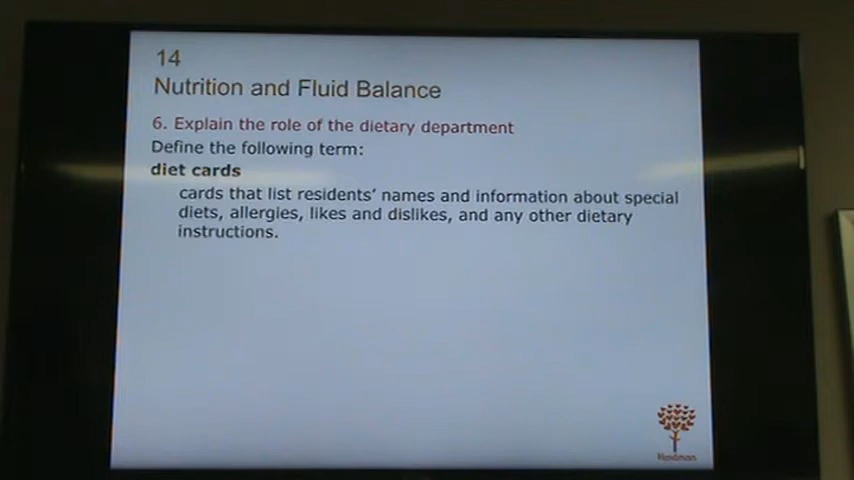 14
Nutrition and Fluid Balance
6. Explain the role of the dietary department
Define the following term:
diet cards
cards that list residents’ names and information about special
diets, allergies, likes and dislikes, and any other dietary
instructions.
Hartman